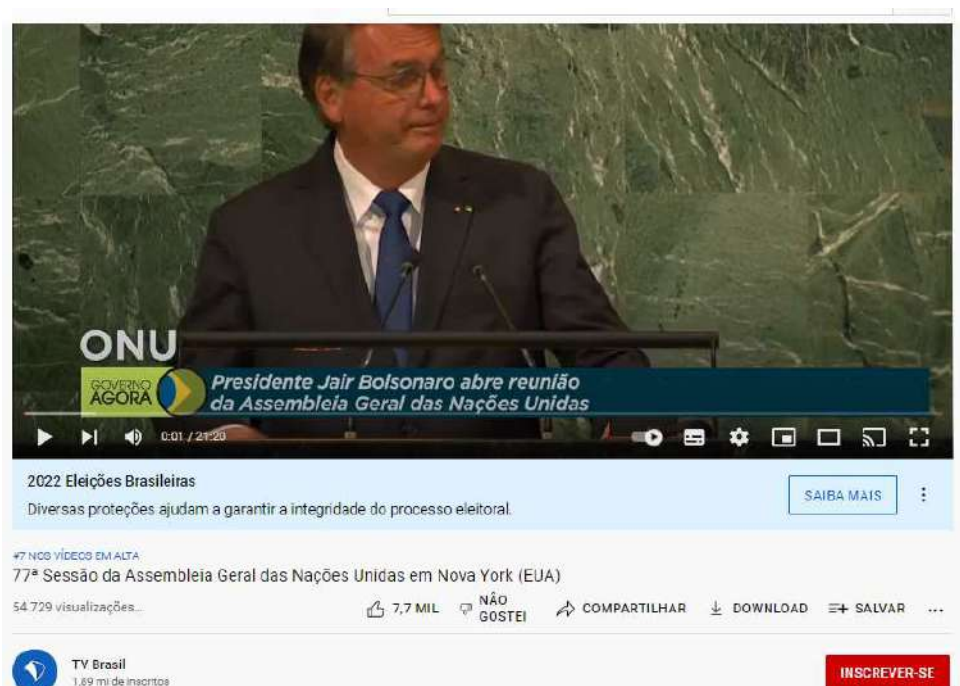 ONU
GOVERNO
AGORA
Presidente Jair Bolsonaro abre reunião
da Assembleia Geral das Nações Unidas
0:01 / 21:20
2022 Eleições Brasileiras
Diversas proteções ajudam a garantir a integridade do processo eleitoral.
SAIBA MAIS
#7 NOS VÍDEOS EM ALTA
77ª Sessão da Assembleia Geral das Nações Unidas em Nova York (EUA)
54.729 visualizações...
7,7 MIL
NÃO
GOSTEI
COMPARTILHAR
DOWNLOAD
SALVAR
...
TV Brasil
1,89 mi de inscritos
INSCREVER-SE